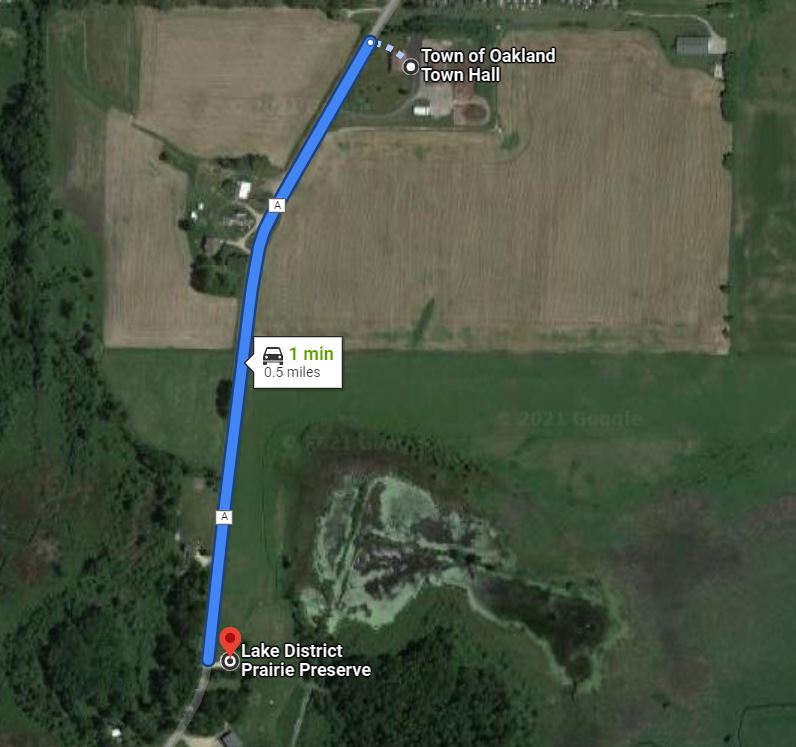 Town of Oakland
Town Hall
A
1 min
0.5 miles
© 2021 Google
A
Lake District
Prairie Preserve